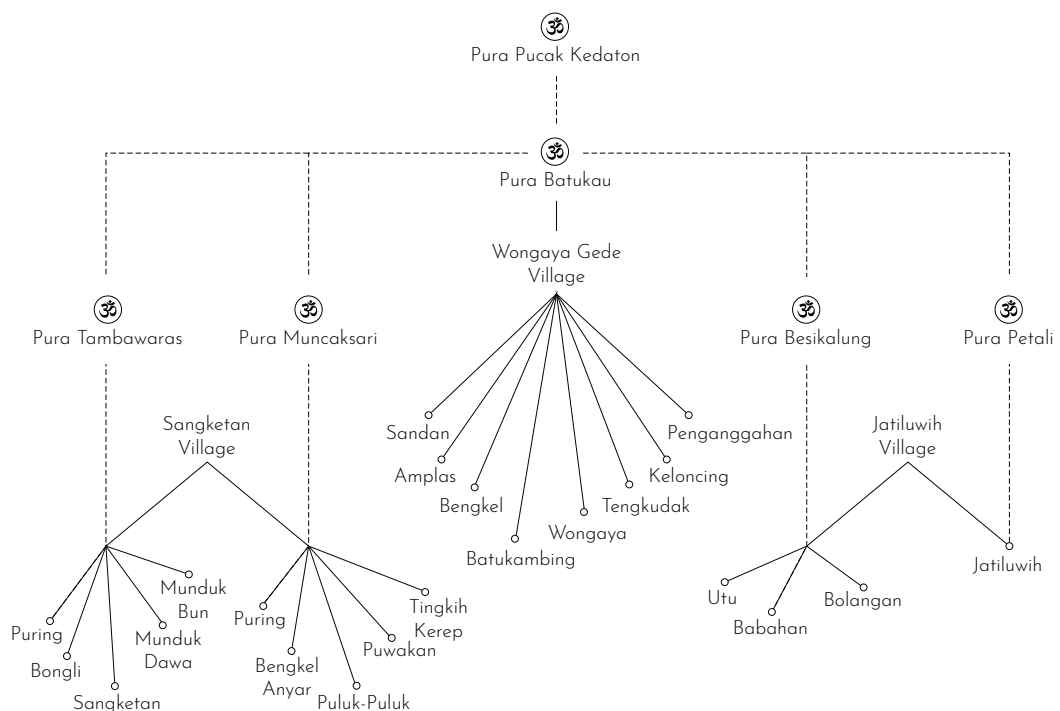 ॐ
Pura Pucak Kedaton
ॐ
Pura Batukau
Wongaya Gede
Village
ॐ
Pura Tambawaras
ॐ
Pura Muncaksari
ॐ
Pura Besikalung
ॐ
Pura Petali
Sangketan
Village
Sandan
Amplas
Bengkel
Batukambing
Wongaya
Tengkudak
Keloncing
Penganggahan
Jatiluwih
Village
Puring
Bongli
Sangketan
Munduk
Dawa
Munduk
Bun
Puring
Bengkel
Anyar
Puluk-Puluk
Puwakan
Tingkih
Kerep
Utu
Babahan
Bolangan
Jatiluwih